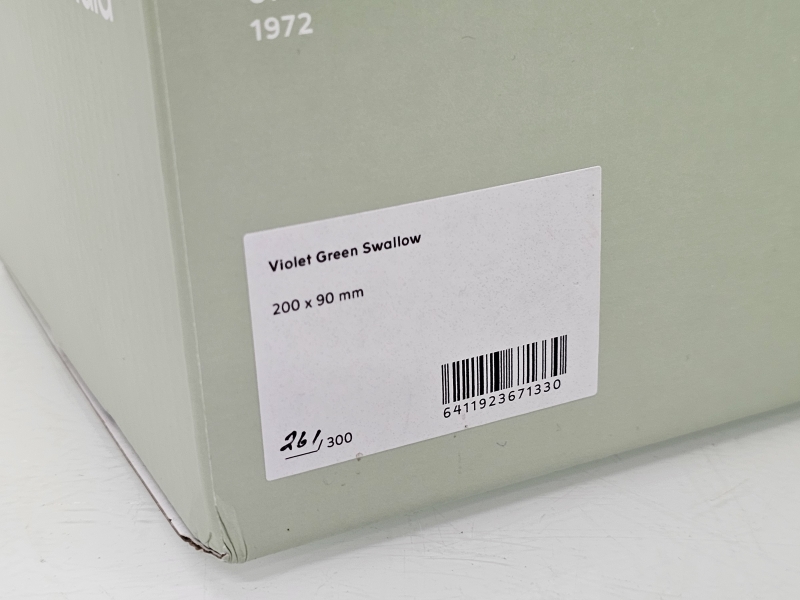 1972
Violet Green Swallow
200 x 90 mm
6411923671330
261/300